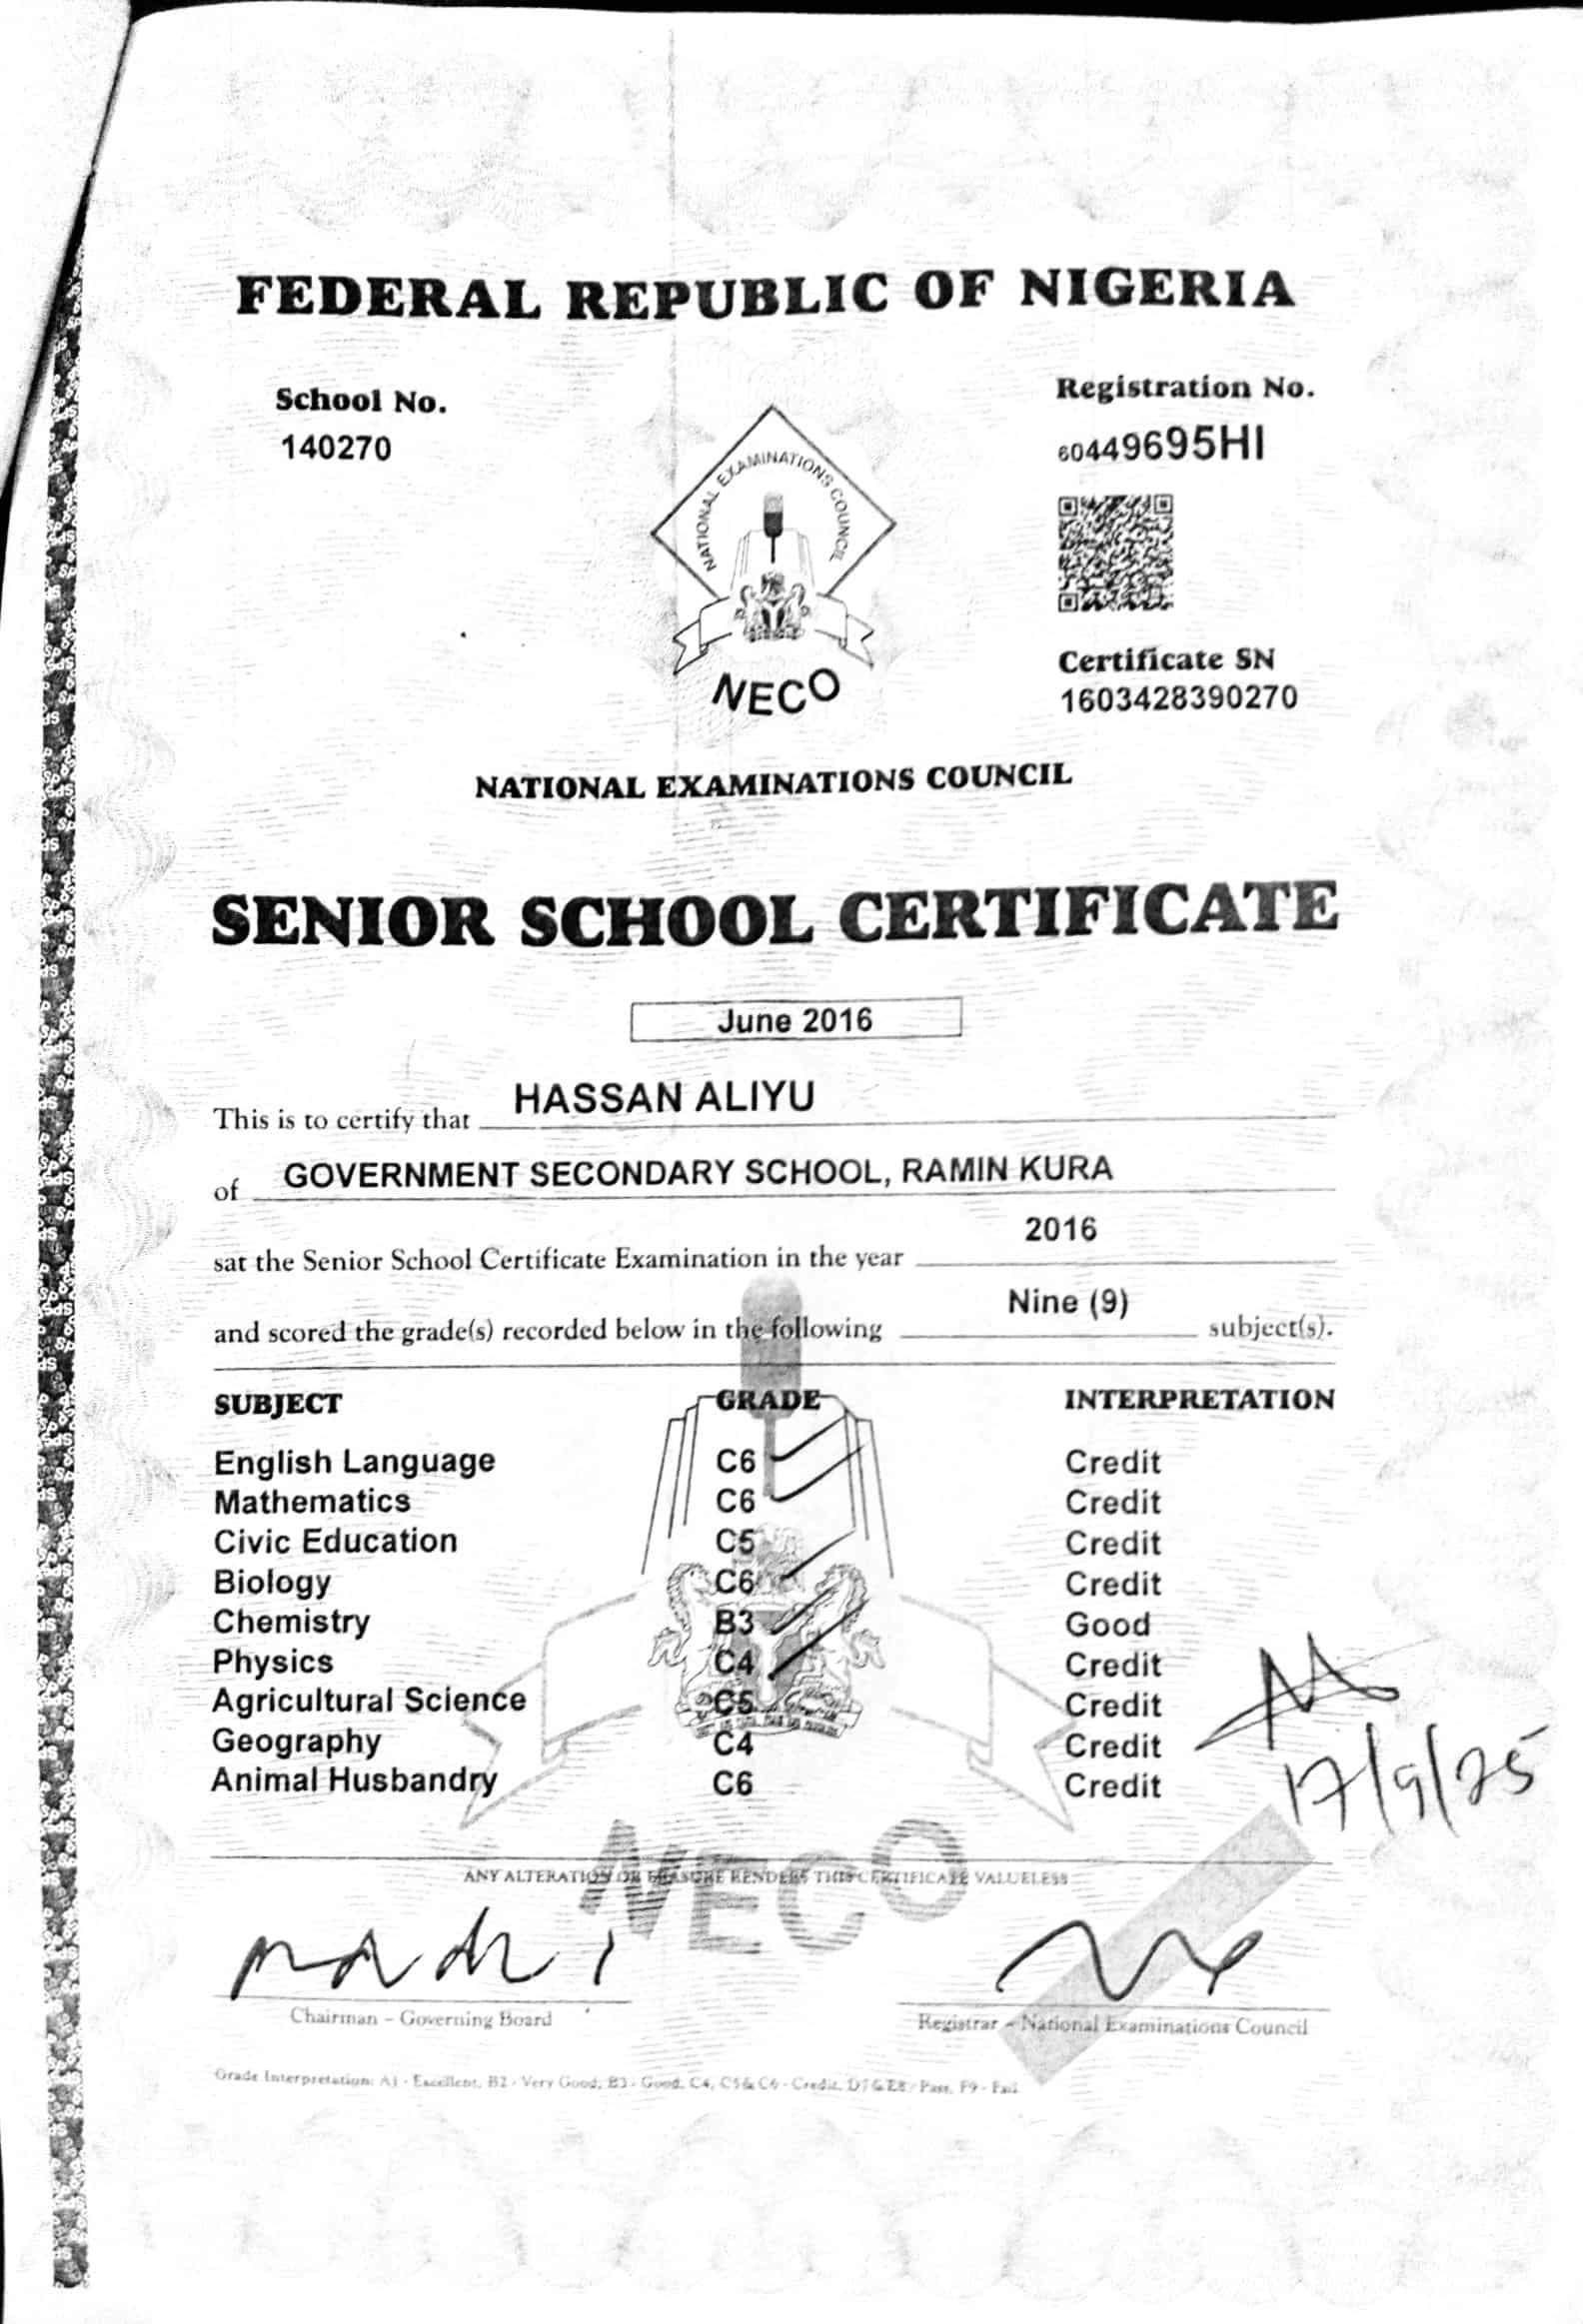 FEDERAL REPUBLIC OF NIGERIA
School No.
140270
Registration No.
60449695HI
NATIONAL EXAMINATIONS COUNCIL
NECO
Certificate SN
1603428390270
NATIONAL EXAMINATIONS COUNCIL
SENIOR SCHOOL CERTIFICATE
June 2016
This is to certify that HASSAN ALIYU
of GOVERNMENT SECONDARY SCHOOL, RAMIN KURA
sat the Senior School Certificate Examination in the year 2016
and scored the grade(s) recorded below in the following Nine (9) subject(s).
SUBJECT GRADE INTERPRETATION
English Language C6 Credit
Mathematics C6 Credit
Civic Education C5 Credit
Biology C6 Credit
Chemistry B3 Good
Physics C4 Credit
Agricultural Science C5 Credit
Geography C4 Credit
Animal Husbandry C6 Credit
17/9/25
NECO
ANY ALTERATION OR ERASURE RENDERS THIS CERTIFICATE VALUELESS
Chairman – Governing Board
Registrar – National Examinations Council
Grade Interpretation: A1 - Excellent, B2 - Very Good, B3 - Good, C4, C5 & C6 - Credit, D7 & E8 - Pass, F9 - Fail